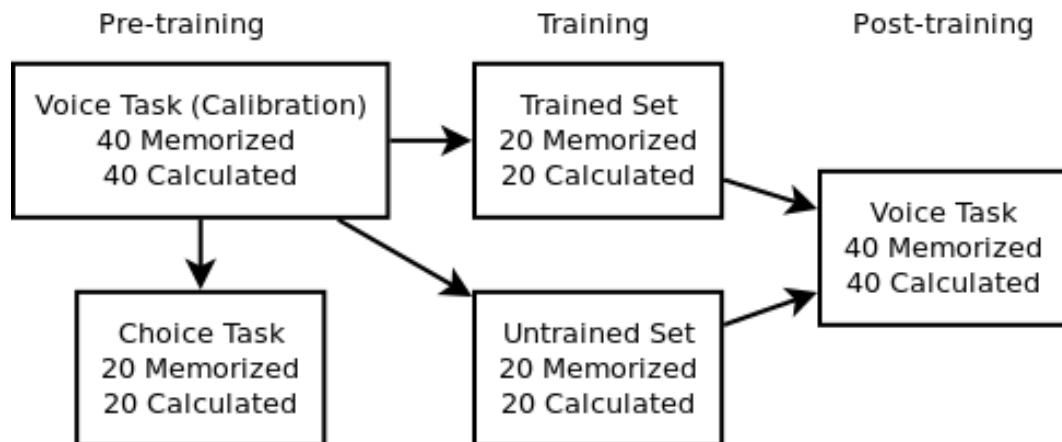 Pre-training
Training
Post-training
Voice Task (Calibration)
40 Memorized
40 Calculated
Trained Set
20 Memorized
20 Calculated
Voice Task
40 Memorized
40 Calculated
Choice Task
20 Memorized
20 Calculated
Untrained Set
20 Memorized
20 Calculated